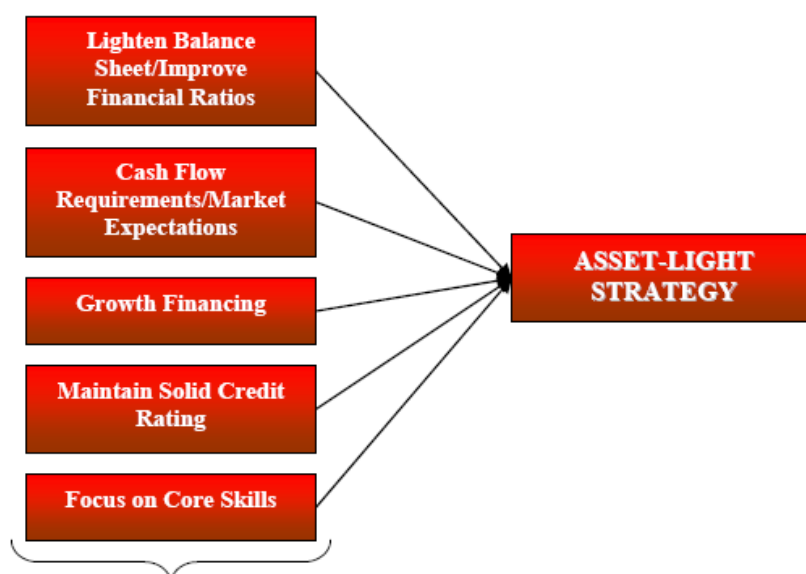 Lighten Balance
Sheet/Improve
Financial Ratios
Cash Flow
Requirements/Market
Expectations
Growth Financing
Maintain Solid Credit
Rating
Focus on Core Skills
ASSET-LIGHT
STRATEGY